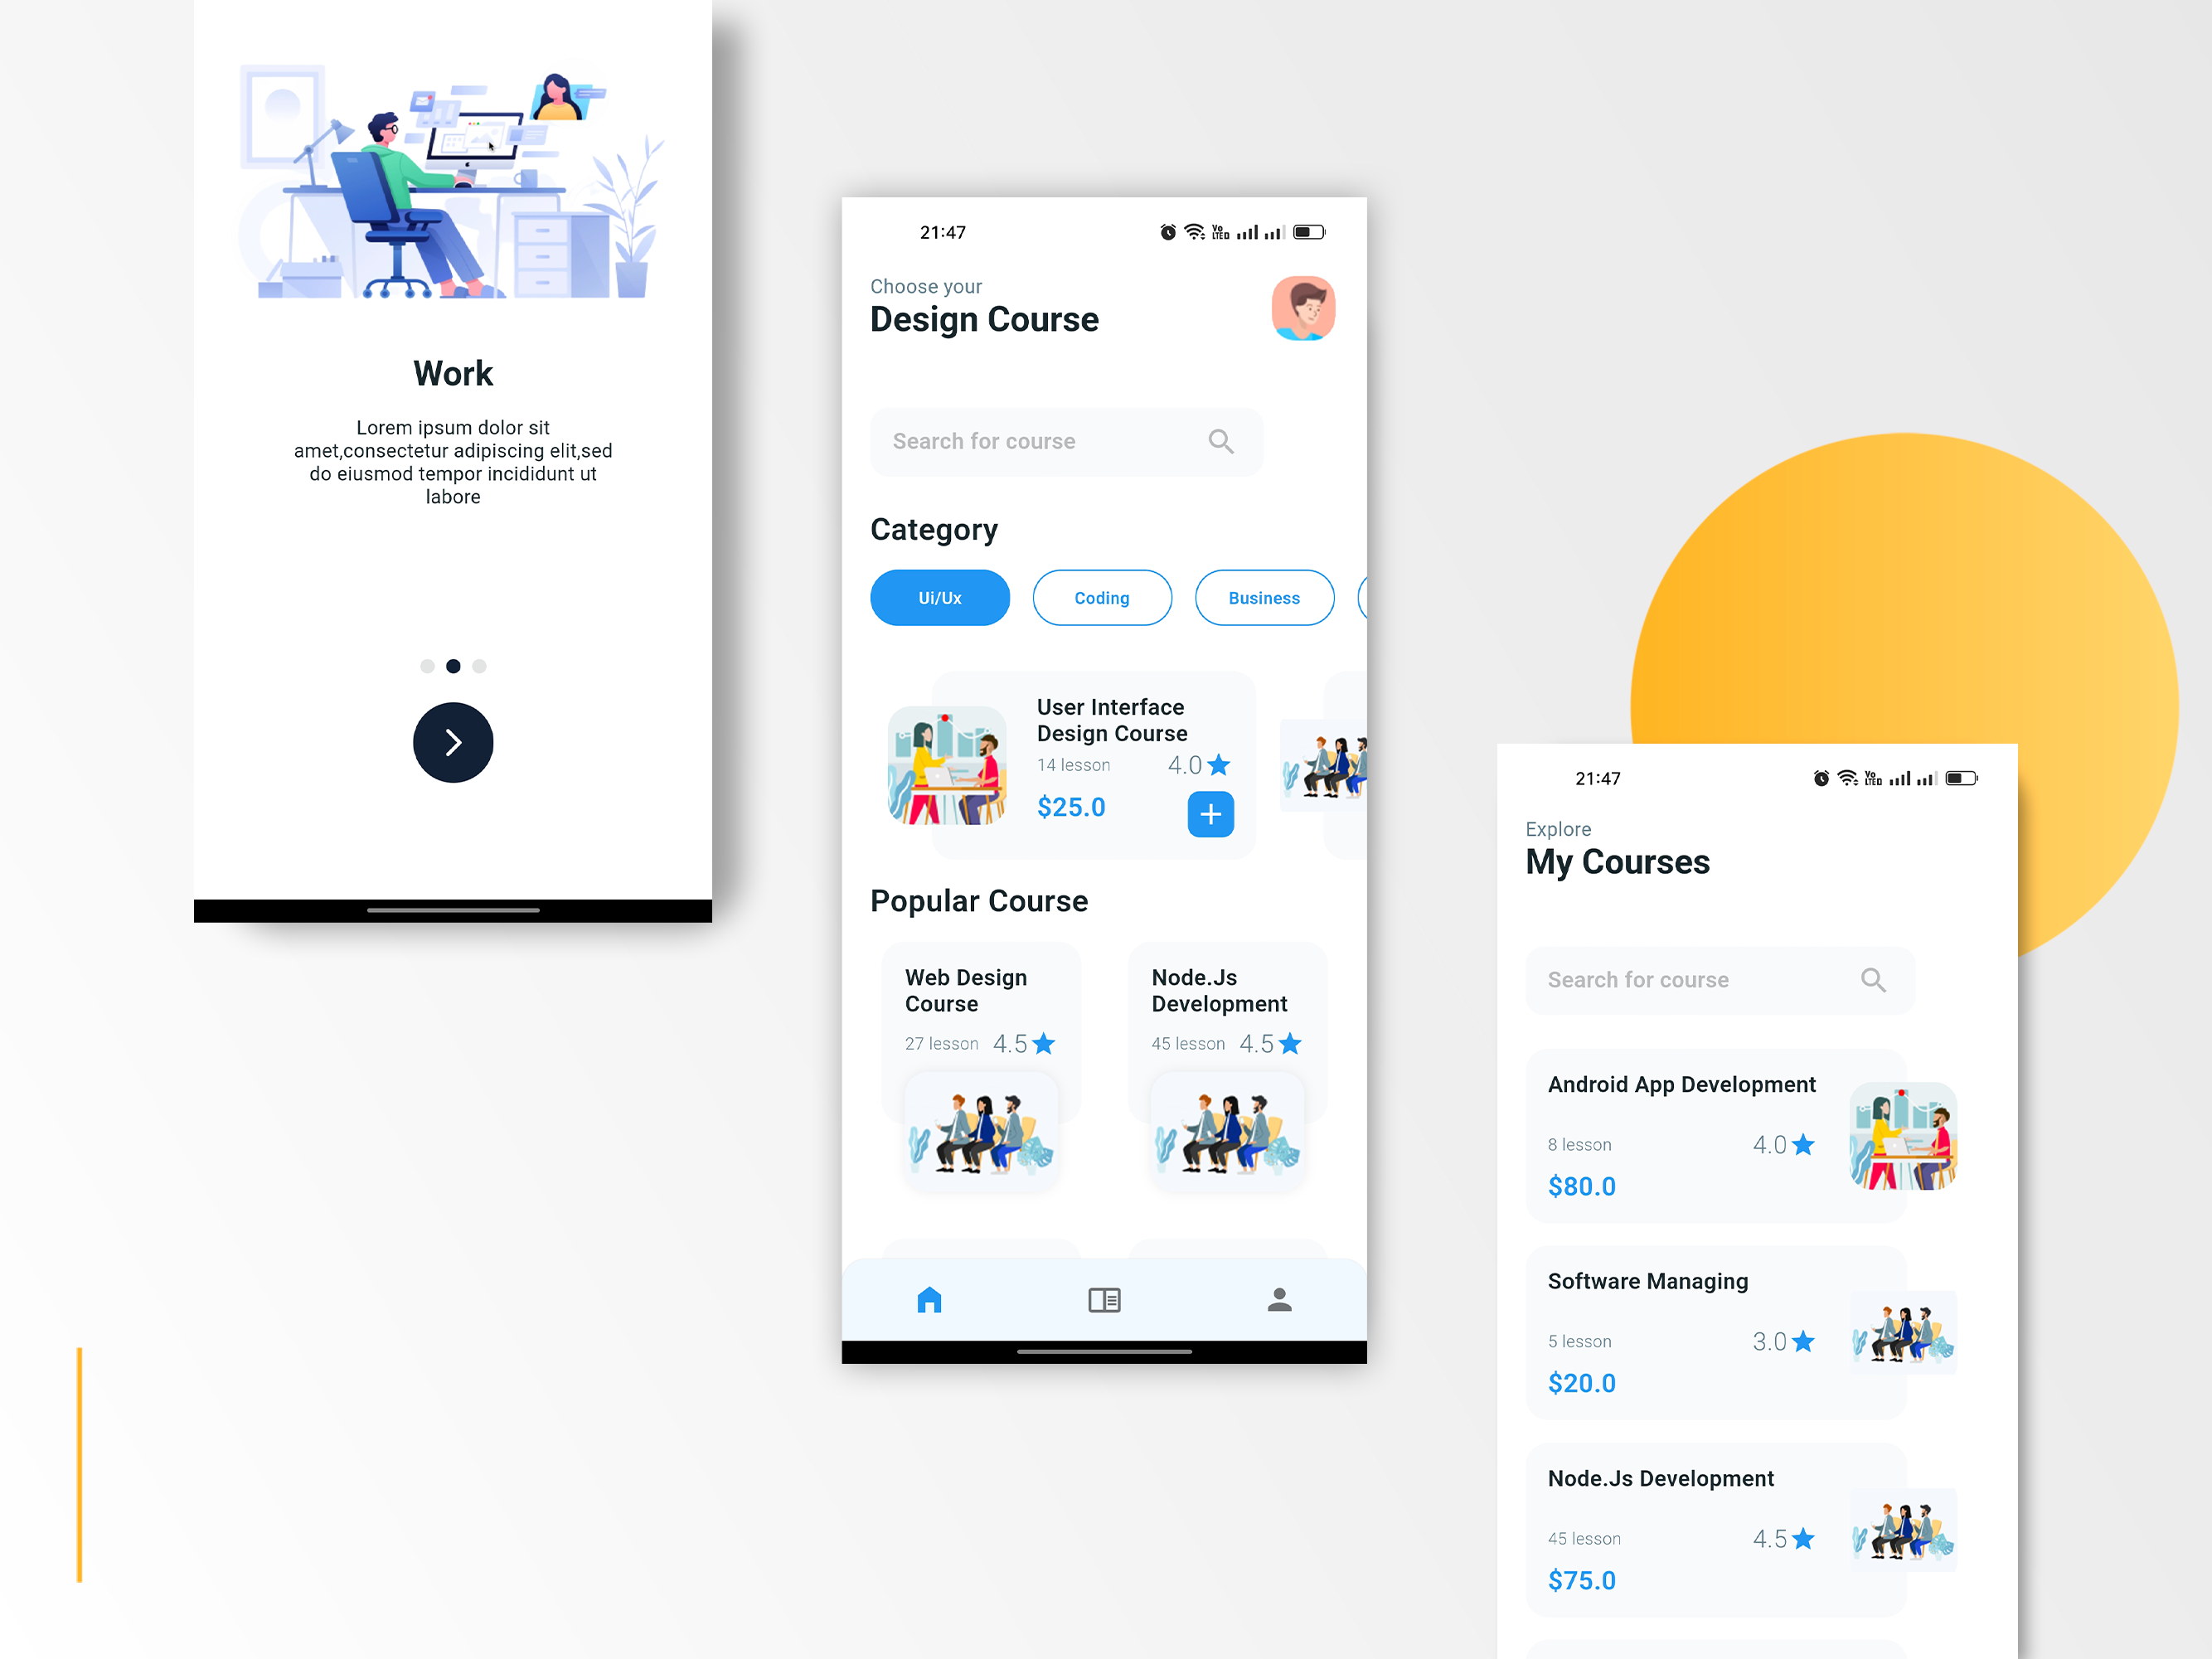 Work
Lorem ipsum dolor sit
amet,consectetur adipiscing elit,sed
do eiusmod tempor incididunt ut
labore
21:47
Vo
LTE D
Choose your
Design Course
Search for course
Category
Ui/Ux
Coding
Business
User Interface
Design Course
14 lesson
4.0
$25.0
Popular Course
Web Design
Course
27 lesson
4.5
Node.Js
Development
45 lesson
4.5
21:47
Vo
LTE D
Explore
My Courses
Search for course
Android App Development
8 lesson
4.0
$80.0
Software Managing
5 lesson
3.0
$20.0
Node.Js Development
45 lesson
4.5
$75.0